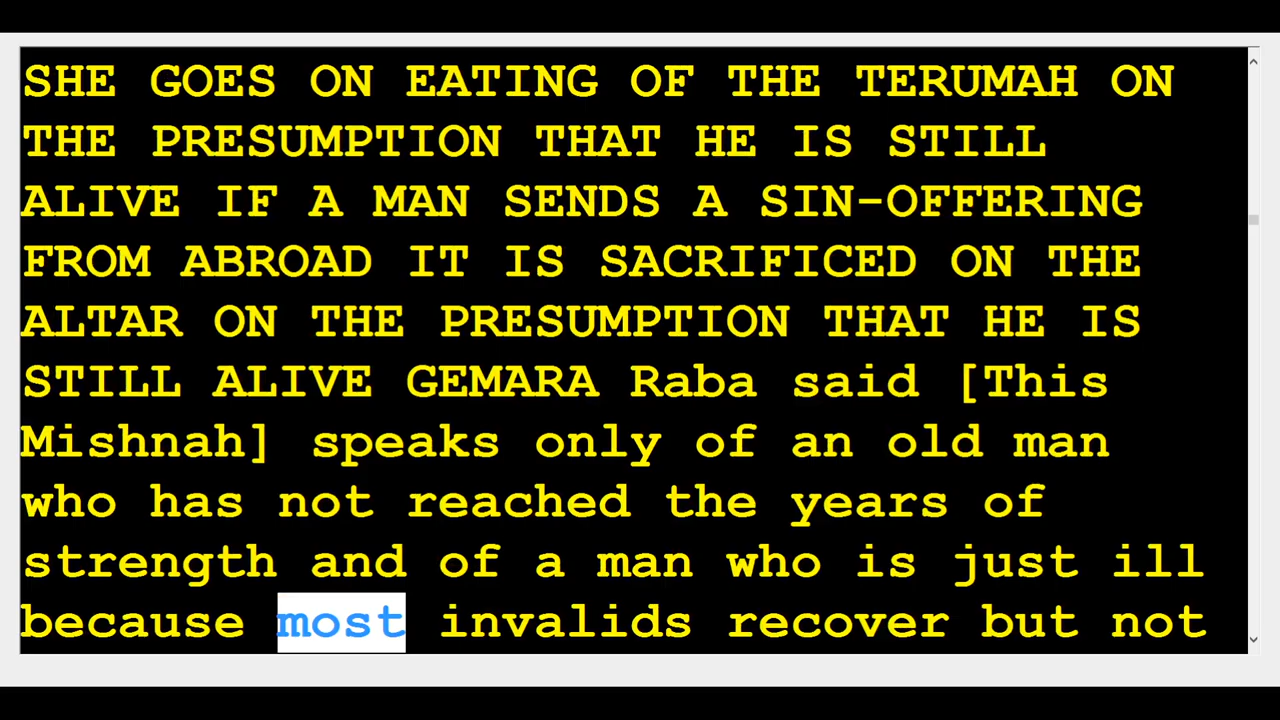 SHE GOES ON EATING OF THE TERUMAH ON
THE PRESUMPTION THAT HE IS STILL
ALIVE IF A MAN SENDS A SIN-OFFERING
FROM ABROAD IT IS SACRIFICED ON THE
ALTAR ON THE PRESUMPTION THAT HE IS
STILL ALIVE GEMARA Raba said [This
Mishnah] speaks only of an old man
who has not reached the years of
strength and of a man who is just ill
because most invalids recover but not